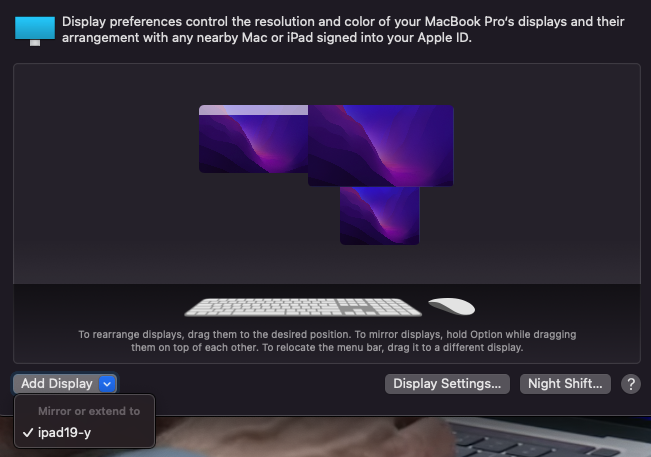 Display preferences control the resolution and color of your MacBook Pro's displays and their
arrangement with any nearby Mac or iPad signed into your Apple ID.
To rearrange displays, drag them to the desired position. To mirror displays, hold Option while dragging
them on top of each other. To relocate the menu bar, drag it to a different display.
Add Display
Display Settings...
Night Shift...
?
Mirror or extend to
ipad19-y